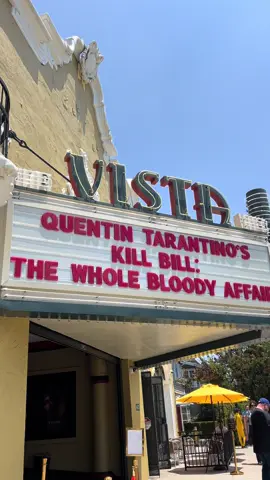 VISTA
QUENTIN TARANTINO'S
KILL BILL:
THE WHOLE BLOODY AFFAIR